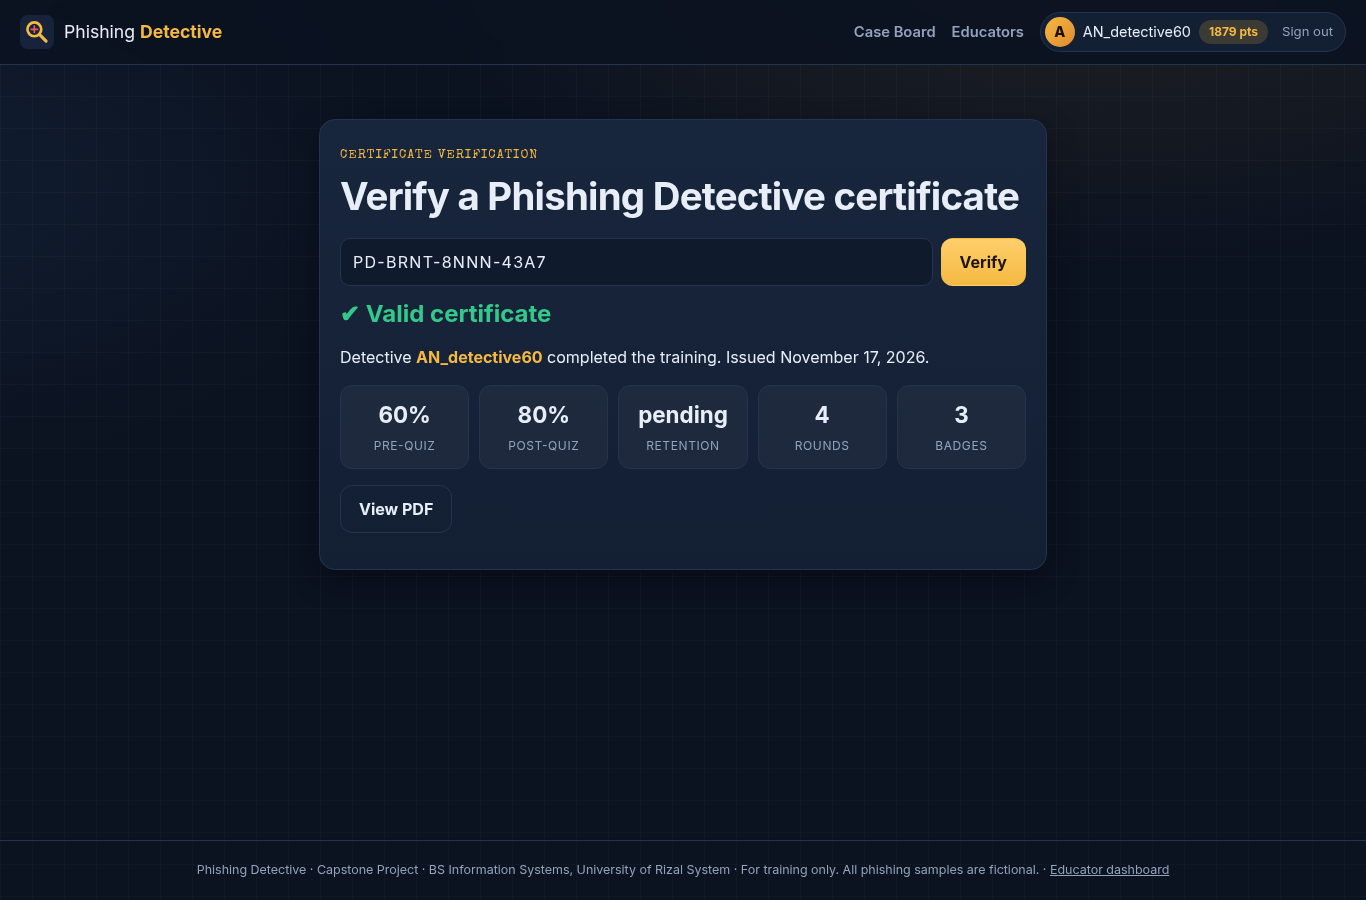 Phishing Detective
Case Board
Educators
A
AN_detective60
1879 pts
Sign out
CERTIFICATE VERIFICATION
Verify a Phishing Detective certificate
PD-BRNT-8NNN-43A7
Verify
✔ Valid certificate
Detective AN_detective60 completed the training. Issued November 17, 2026.
60%
PRE-QUIZ
80%
POST-QUIZ
pending
RETENTION
4
ROUNDS
3
BADGES
View PDF
Phishing Detective · Capstone Project · BS Information Systems, University of Rizal System · For training only. All phishing samples are fictional. · Educator dashboard